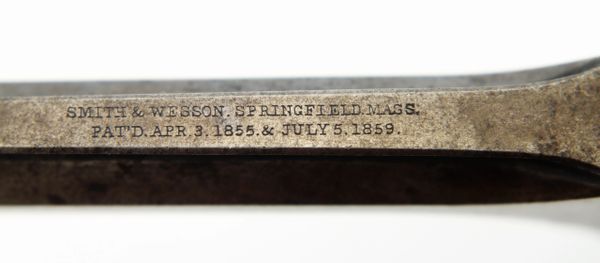 SMITH & WESSON. SPRINGFIELD. MASS.
PAT'D. APR. 3. 1855. & JULY 5. 1859.